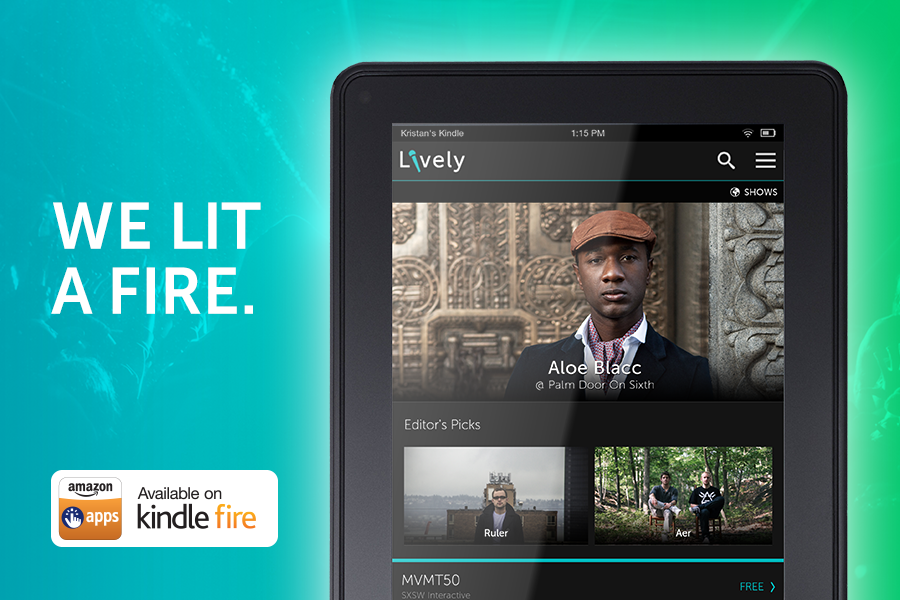 WE LIT
A FIRE.
amazon
apps
Available on
kindle fire
Kristan's Kindle
1:15 PM
Lively
SHOWS
Aloe Blacc
@ Palm Door On Sixth
Editor's Picks
Ruler
Aer
MVMT50
FREE
SXSW Interactive